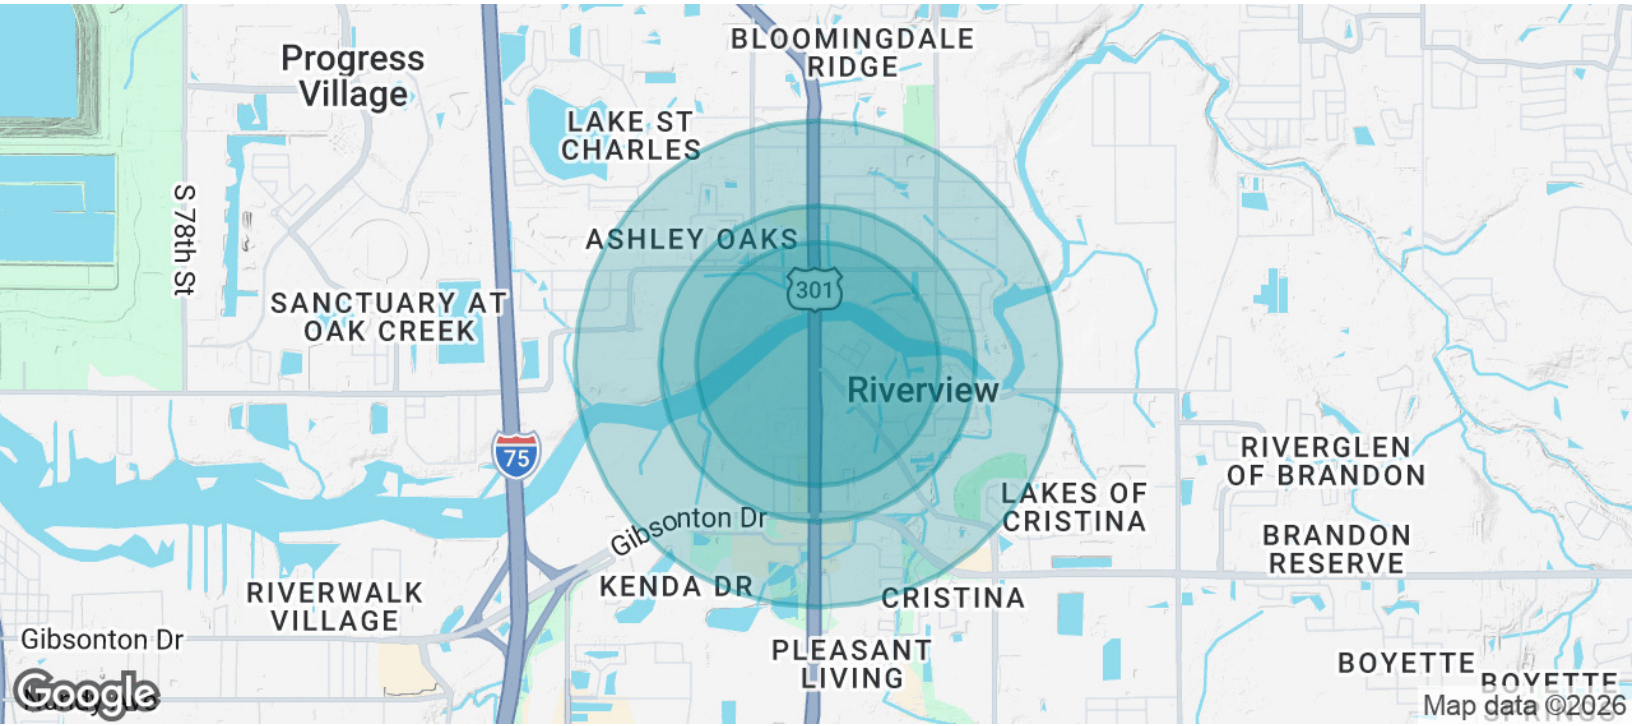 BLOOMINGDALE
RIDGE
Progress
Village
LAKE ST
CHARLES
S 78th St
ASHLEY OAKS
301
SANCTUARY AT
OAK CREEK
Riverview
75
RIVERGLEN
OF BRANDON
LAKES OF
CRISTINA
Gibsonton Dr
BRANDON
RESERVE
KENDA DR
RIVERWALK
VILLAGE
CRISTINA
Gibsonton Dr
PLEASANT
LIVING
BOYETTE
BOYETTE
Google
Map data ©2026